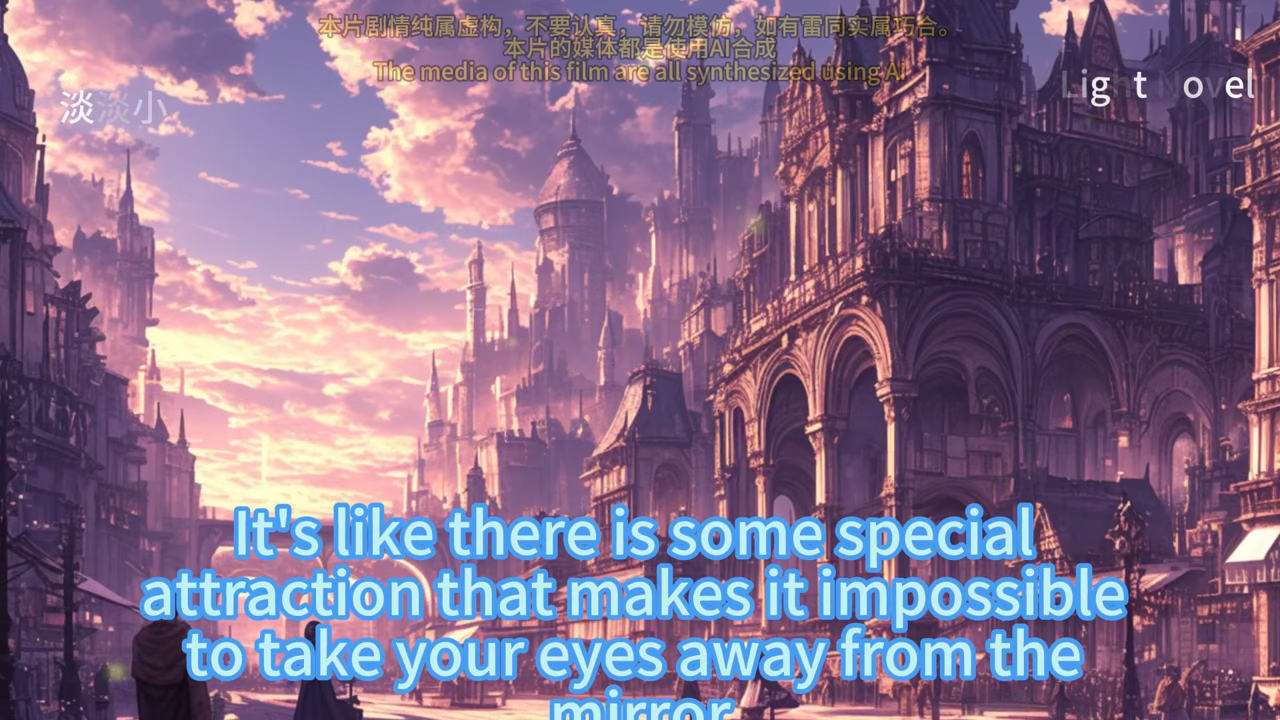 本片剧情纯属虚构，不要认真，请勿模仿，如有雷同实属巧合。
本片的媒体都是使用AI合成
The media of this film are all synthesized using AI
Light Novel
淡淡小
It's like there is some special
attraction that makes it impossible
to take your eyes away from the
mirror